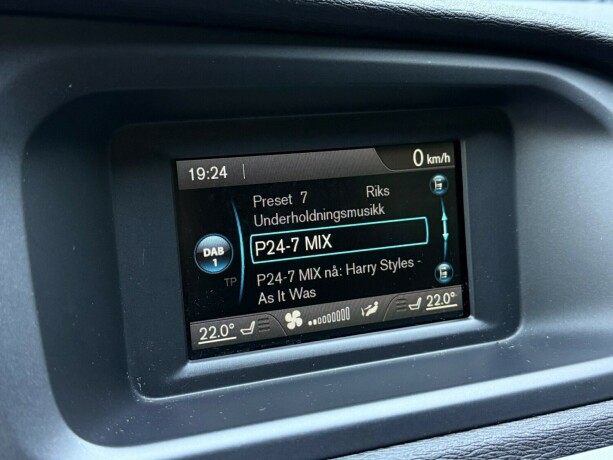 19:24
0 km/h
Preset 7 Riks
Underholdningsmusikk
P24-7 MIX
DAB
1
TP
P24-7 MIX nå: Harry Styles -
As It Was
22.0° 22.0°